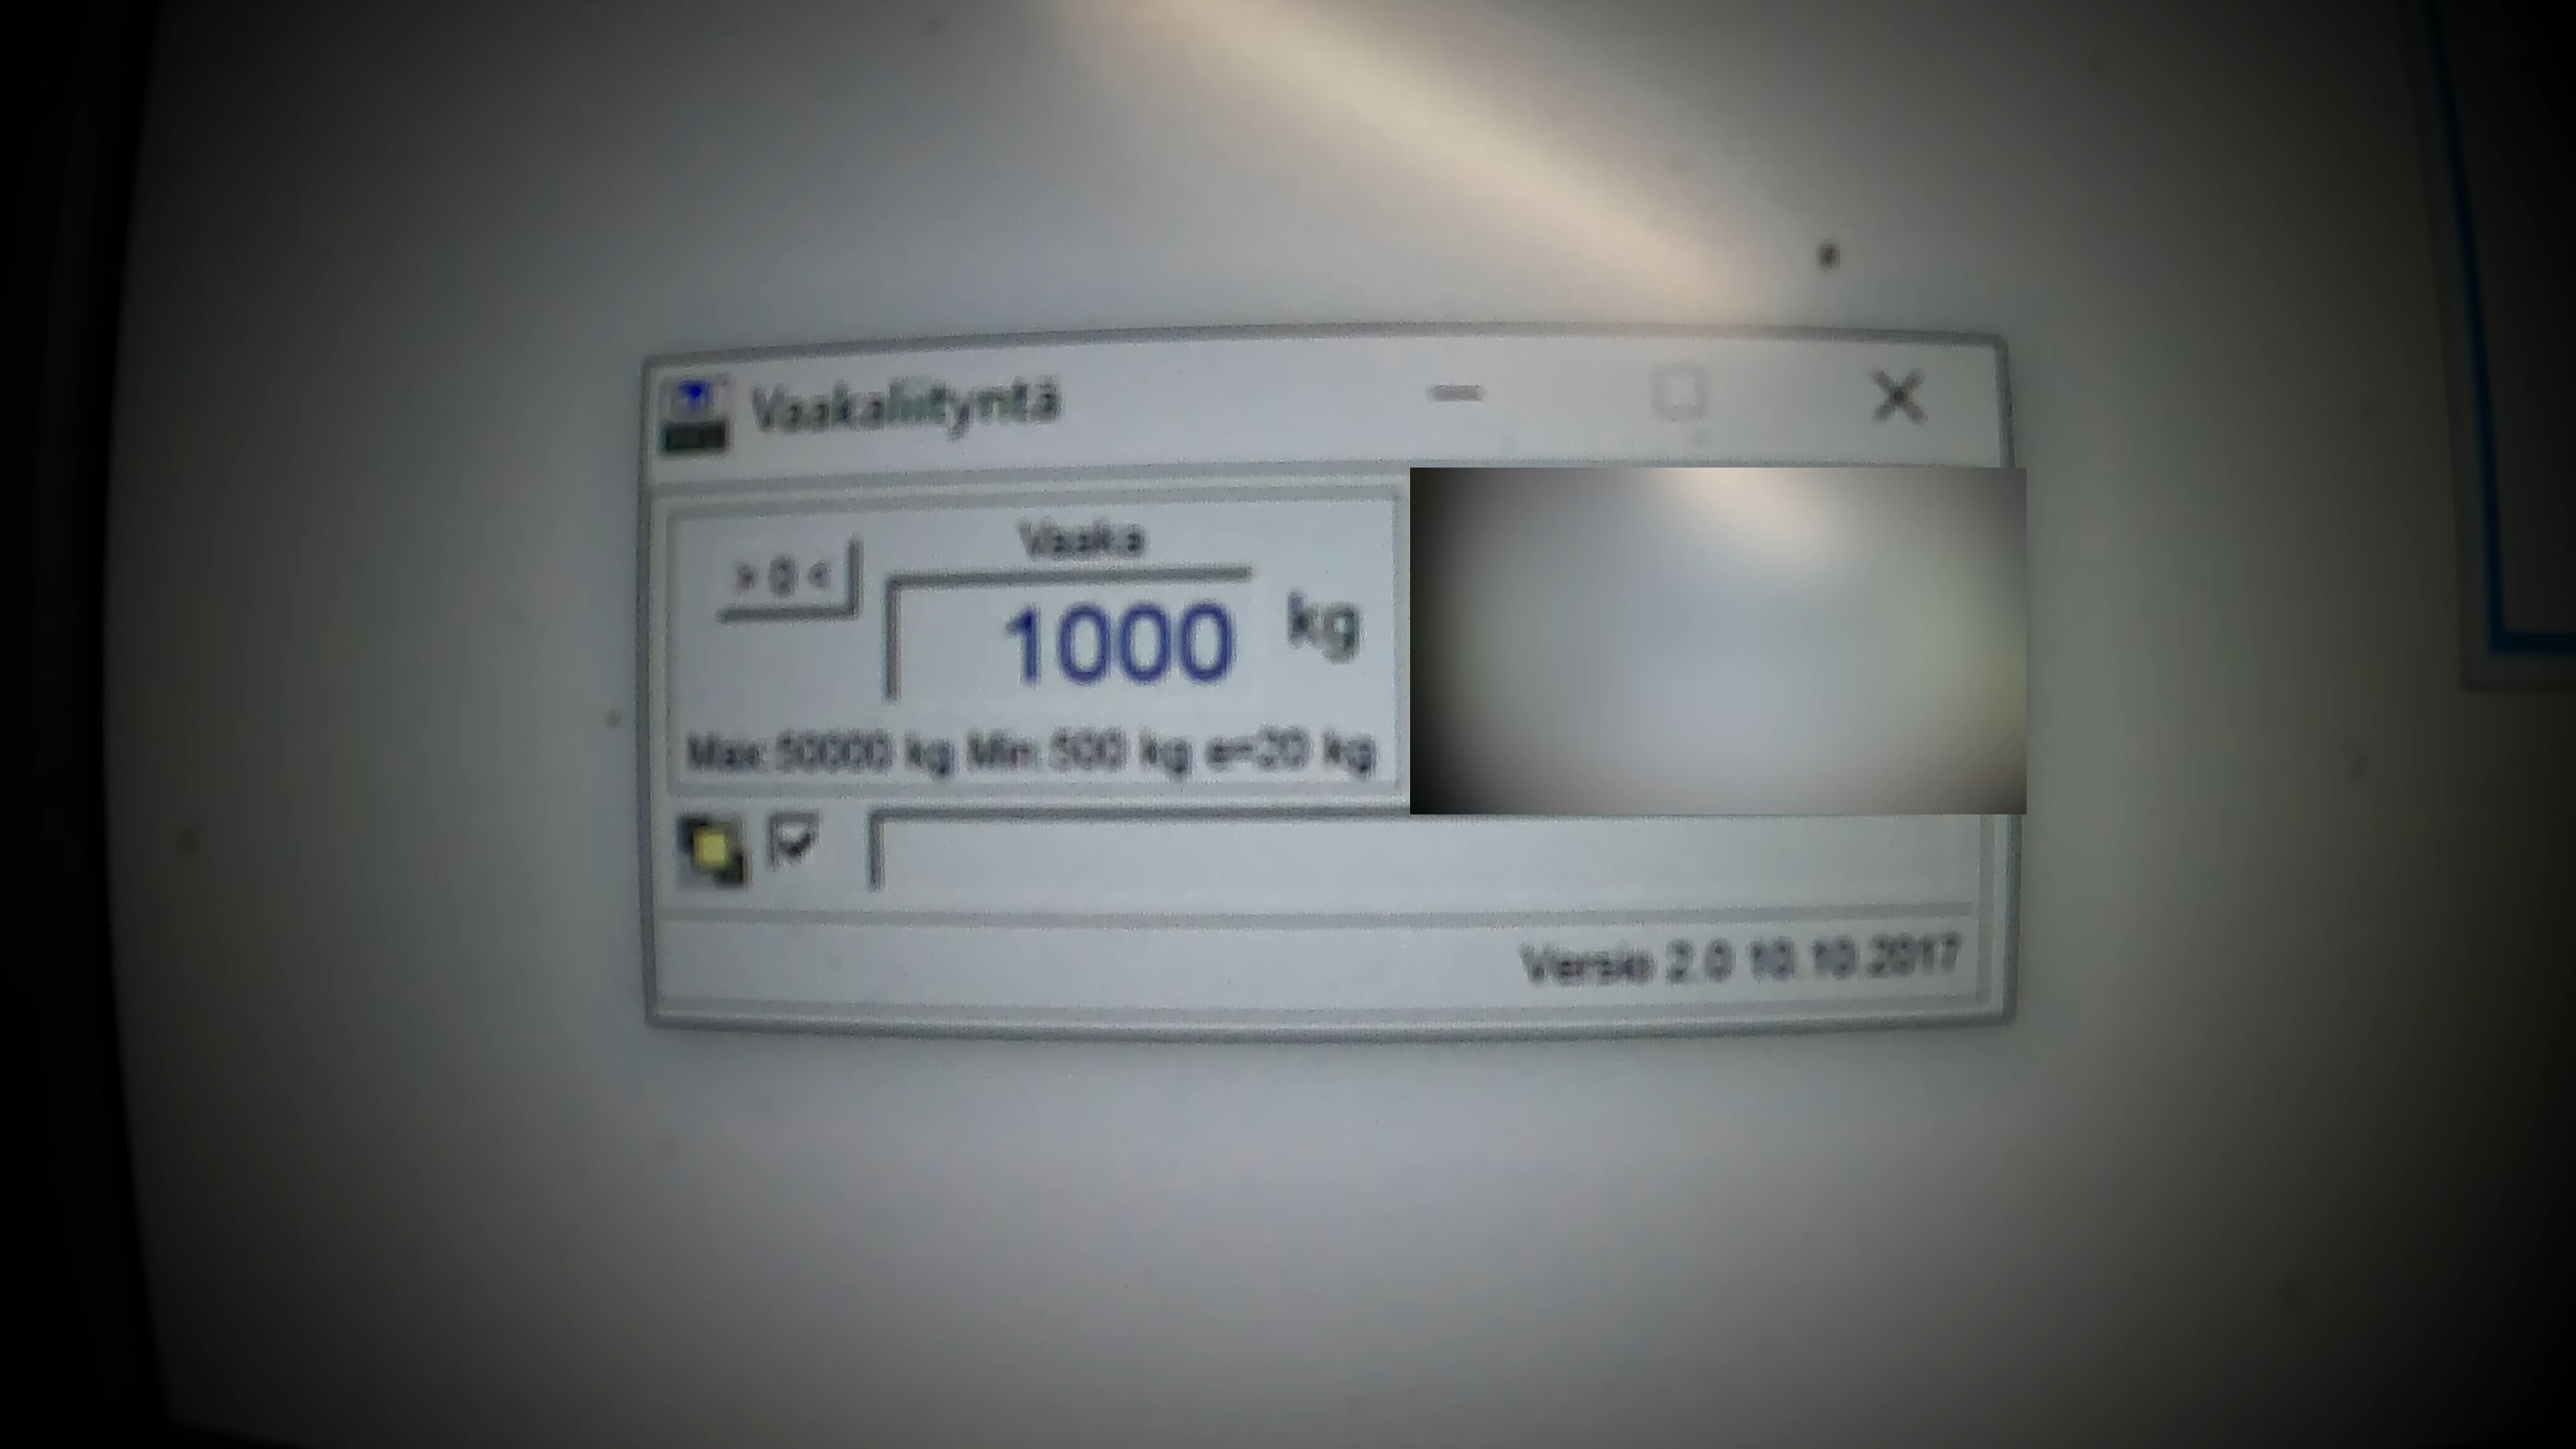 Vaakaliityntä
Vaaka
> 0 <
1000 kg
Max: 50000 kg Min: 500 kg e=20 kg
Versio 2.0 10.10.2017